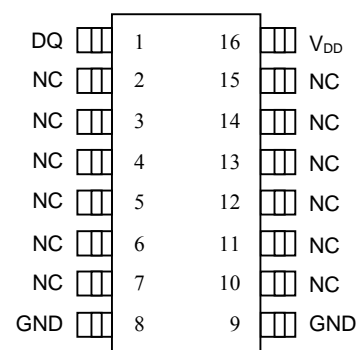 DQ 1 16 VDD
NC 2 15 NC
NC 3 14 NC
NC 4 13 NC
NC 5 12 NC
NC 6 11 NC
NC 7 10 NC
GND 8 9 GND